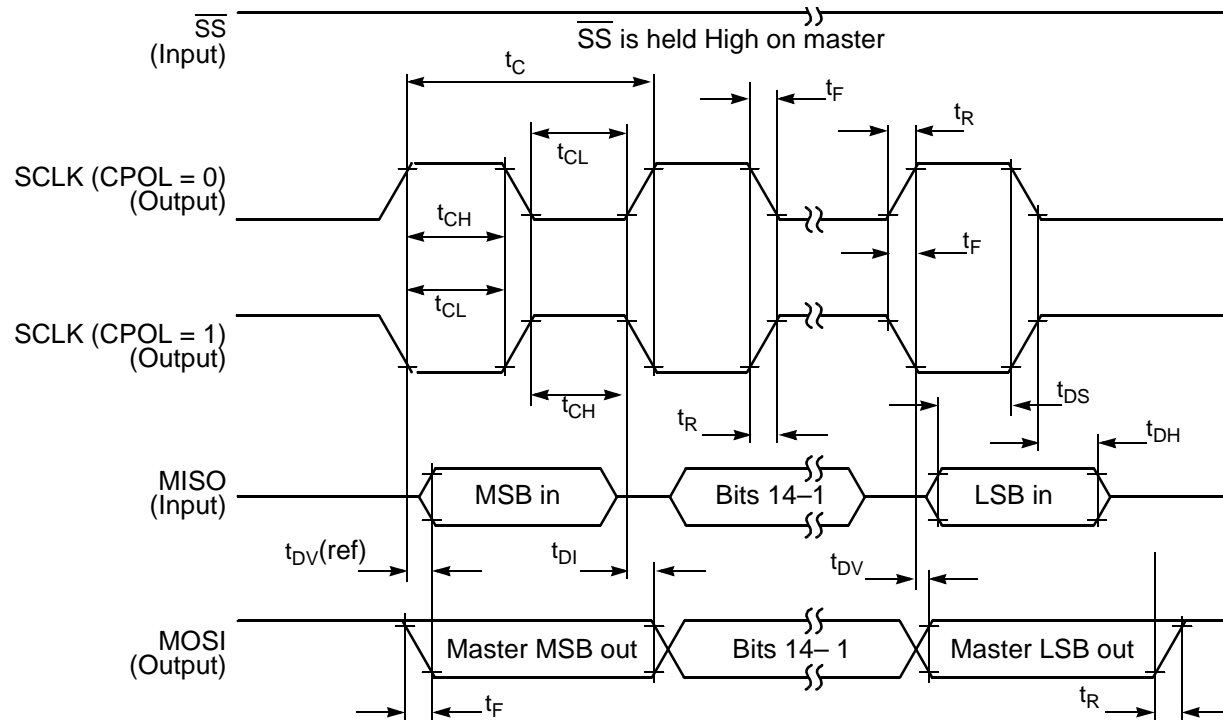 SS
(Input)
SS is held High on master
tC
tF
tR
tCL
SCLK (CPOL = 0)
(Output)
tCH
tF
tCL
SCLK (CPOL = 1)
(Output)
tCH
tDS
tR
tDH
MISO
(Input)
MSB in
Bits 14–1
LSB in
tDV(ref)
tDI
tDV
MOSI
(Output)
Master MSB out
Bits 14– 1
Master LSB out
tF
tR